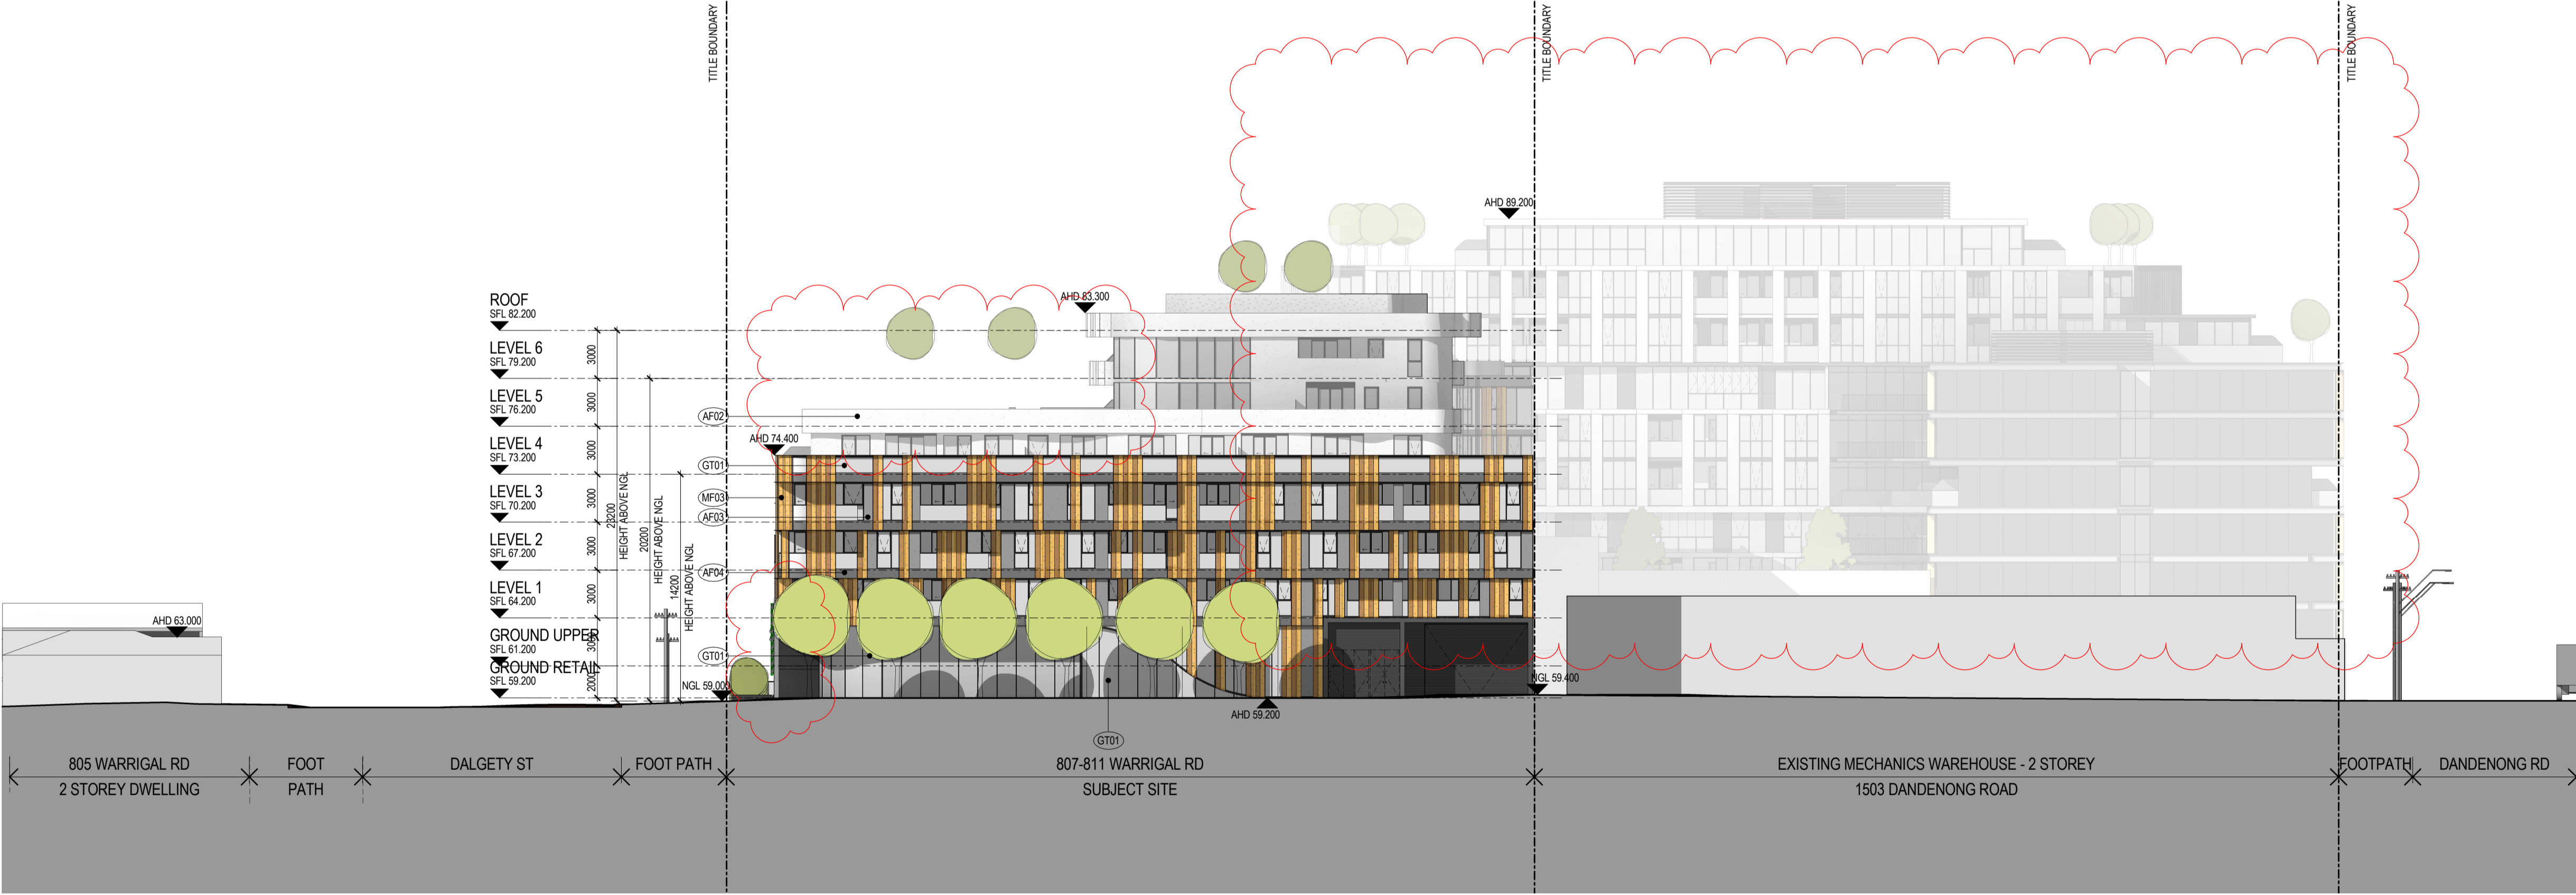 TITLE BOUNDARY
TITLE BOUNDARY
TITLE BOUNDARY
AHD 89.200
AHD 83.300
ROOF
SFL 82.200
LEVEL 6
SFL 79.200
LEVEL 5
SFL 76.200
LEVEL 4
SFL 73.200
LEVEL 3
SFL 70.200
LEVEL 2
SFL 67.200
LEVEL 1
SFL 64.200
GROUND UPPER
SFL 61.200
GROUND RETAIL
SFL 59.200
3000
3000
3000
3000
3000
3000
3000
2000
23200
HEIGHT ABOVE NGL
20200
HEIGHT ABOVE NGL
14200
HEIGHT ABOVE NGL
AF02
AHD 74.400
GT01
MF03
AF03
AF04
GT01
GT01
AHD 63.000
NGL 59.000
NGL 59.400
AHD 59.200
805 WARRIGAL RD
2 STOREY DWELLING
FOOT
PATH
DALGETY ST
FOOT PATH
807-811 WARRIGAL RD
SUBJECT SITE
EXISTING MECHANICS WAREHOUSE - 2 STOREY
1503 DANDENONG ROAD
FOOTPATH
DANDENONG RD